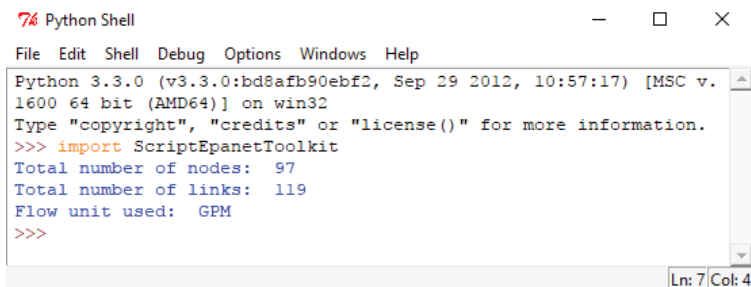 Python Shell
File Edit Shell Debug Options Windows Help
Python 3.3.0 (v3.3.0:bd8afb90ebf2, Sep 29 2012, 10:57:17) [MSC v.
1600 64 bit (AMD64)] on win32
Type "copyright", "credits" or "license()" for more information.
>>> import ScriptEpanetToolkit
Total number of nodes:  97
Total number of links:  119
Flow unit used:  GPM
>>>
Ln: 7 Col: 4